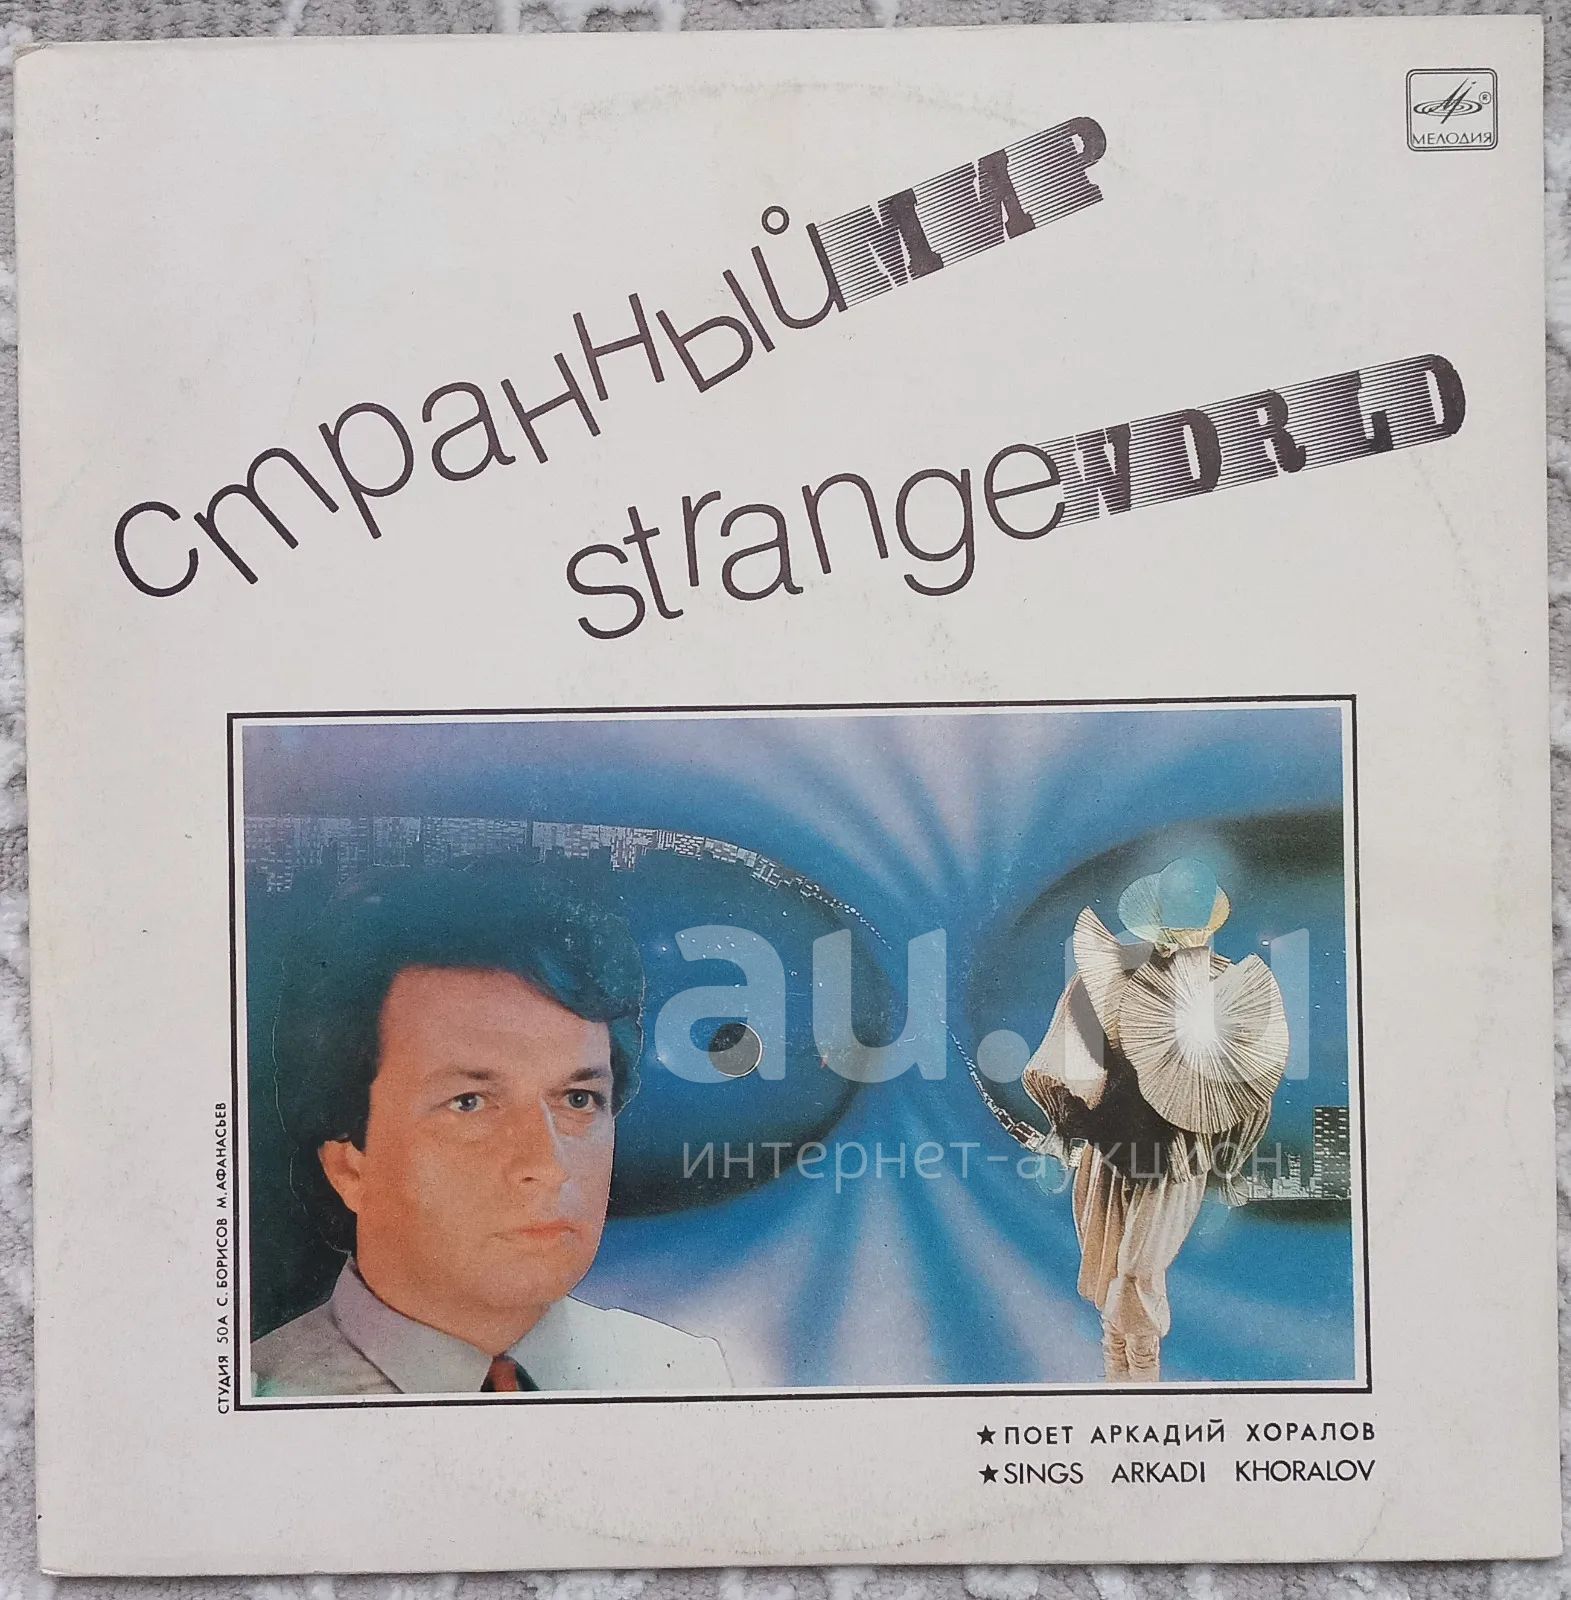 МЕЛОДИЯ ®
странный МИР
strange WORLD
au.ru
интернет-аукцион
СТУДИЯ 50А С. БОРИСОВ М. АФАНАСЬЕВ
★ ПОЕТ АРКАДИЙ ХОРАЛОВ
★ SINGS ARKADI KHORALOV